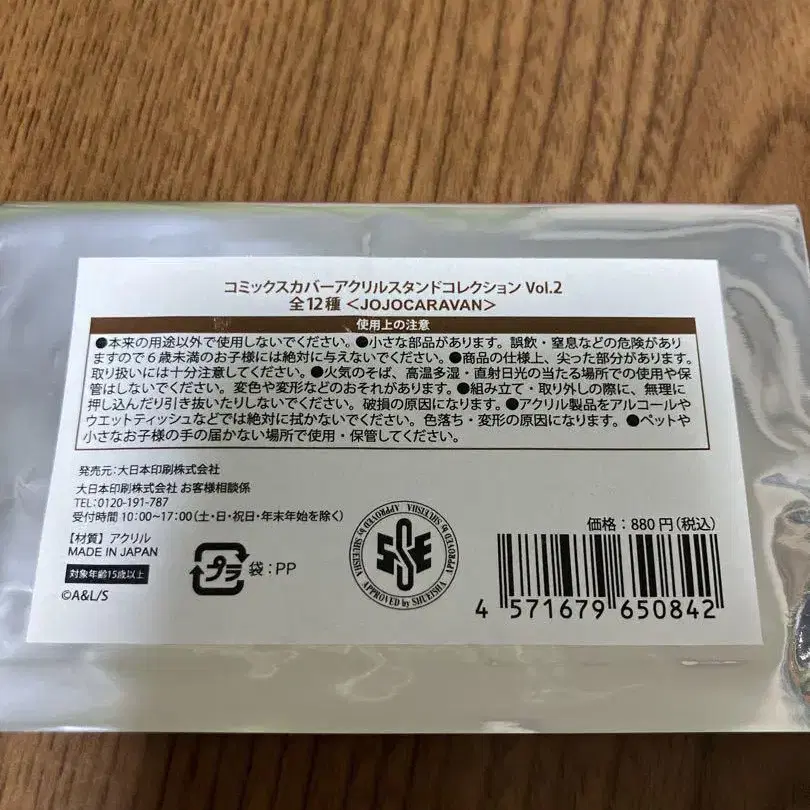 コミックスカバーアクリルスタンドコレクション Vol.2
全12種 <JOJOCARAVAN>
使用上の注意
●本来の用途以外で使用しないでください。●小さな部品があります。誤飲・窒息などの危険があり
ますので6歳未満のお子様には絶対に与えないでください。●商品の仕様上、尖った部分があります。
取り扱いには十分注意してください。●火気のそば、高温多湿・直射日光の当たる場所での使用や保
管はしないでください。変色や変形などのおそれがあります。●組み立て・取り外しの際に、無理に
押し込んだり引き抜いたりしないでください。破損の原因になります。●アクリル製品をアルコールや
ウエットティッシュなどでは絶対に拭かないでください。色落ち・変形の原因になります。●ペットや
小さなお子様の手の届かない場所で使用・保管してください。
発売元:大日本印刷株式会社
大日本印刷株式会社 お客様相談係
TEL:0120-191-787
受付時間 10:00~17:00(土・日・祝日・年末年始を除く)
【材質】アクリル
MADE IN JAPAN
対象年齢15歳以上
©A&L/S
プラ 袋:PP
APPROVED by SHUEISHA
SE
APPROVED by SHUEISHA
価格:880円(税込)
4 571679 650842